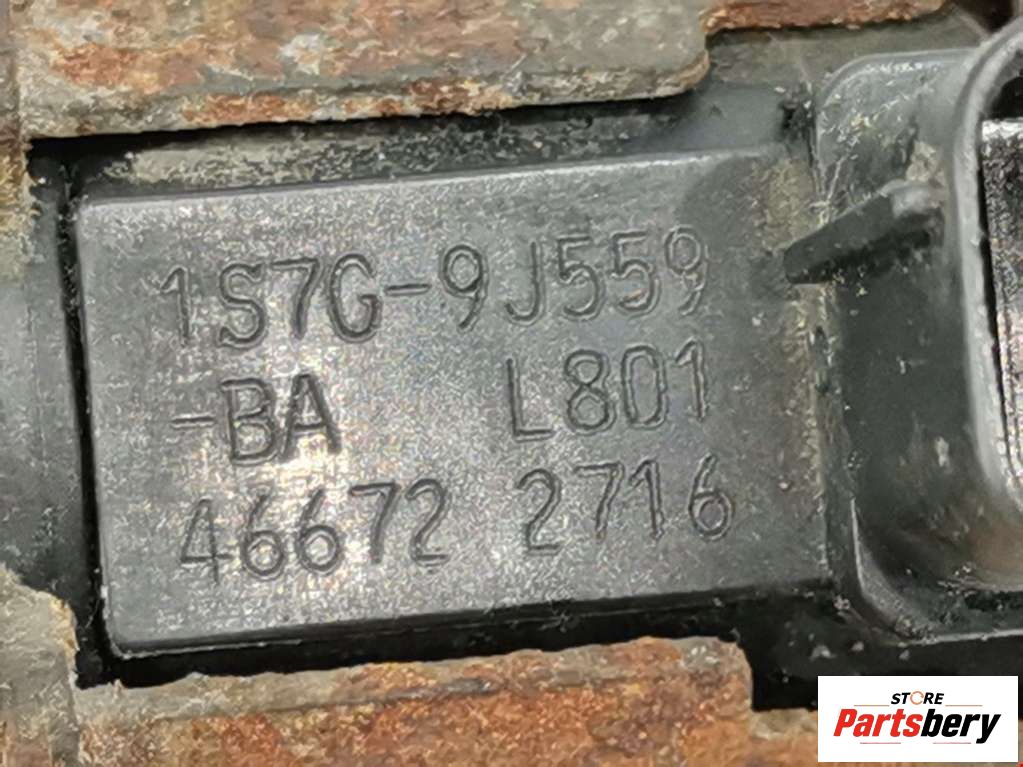 1S7G-9J559
-BA L801
46672 2716
STORE
Partsbery